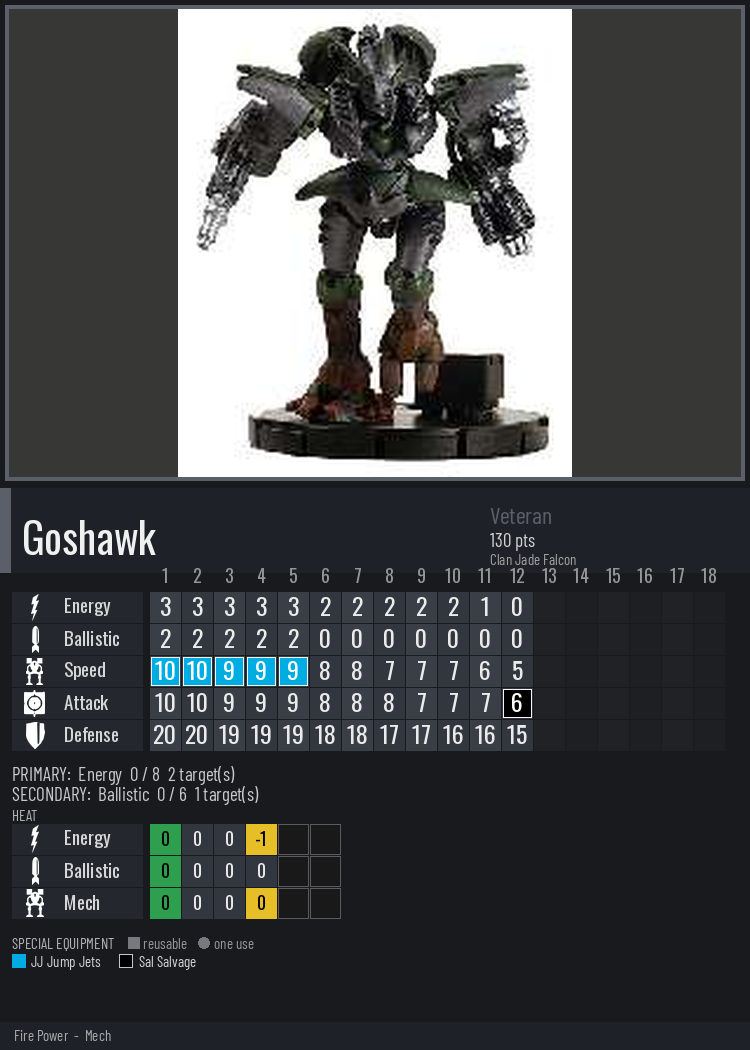 Goshawk
Veteran
130 pts
Clan Jade Falcon
1 2 3 4 5 6 7 8 9 10 11 12 13 14 15 16 17 18
Energy 3 3 3 3 3 2 2 2 2 2 1 0
Ballistic 2 2 2 2 2 0 0 0 0 0 0 0
Speed 10 10 9 9 9 8 8 7 7 7 6 5
Attack 10 10 9 9 9 8 8 8 7 7 7 6
Defense 20 20 19 19 19 18 18 17 17 16 16 15
PRIMARY: Energy 0 / 8 2 target(s)
SECONDARY: Ballistic 0 / 6 1 target(s)
HEAT
Energy 0 0 0 -1
Ballistic 0 0 0 0
Mech 0 0 0 0
SPECIAL EQUIPMENT reusable one use
JJ Jump Jets Sal Salvage
Fire Power - Mech